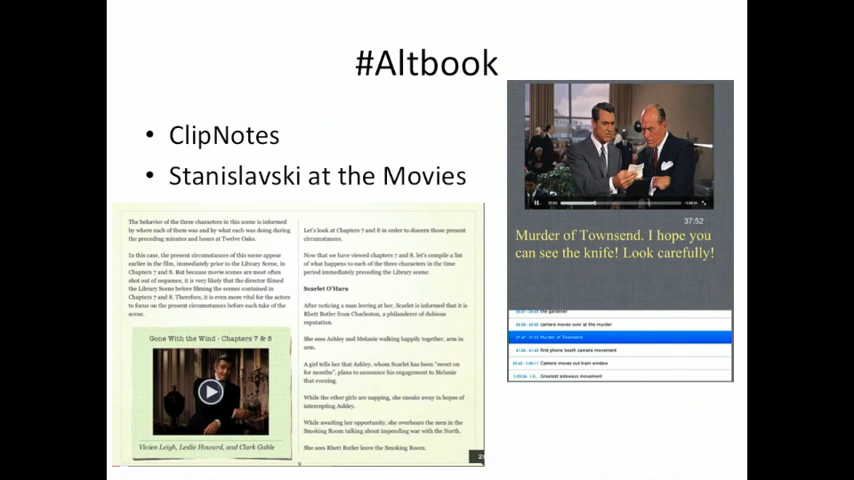 #Altbook
• ClipNotes
• Stanislavski at the Movies
The behavior of the three characters in this scene is informed
by where each of them was and by what each was doing during
the preceding minutes and hours at Twelve Oaks.
In this case, the present circumstances of this scene appear
earlier in the film, immediately prior to the Library Scene, in
Chapters 7 & 8. But because movie scenes are most often
shot out of sequence, it is very likely that the director filmed
the Library Scene before filming the scenes contained in
Chapters 7 & 8. Therefore, it is even more vital for the actors
to focus on the present circumstances before each take of the
scene.
Gone With the Wind - Chapters 7 & 8
Vivien Leigh, Leslie Howard, and Clark Gable
Let's look at Chapters 7 and 8 in order to discern those present
circumstances.
Now that we have viewed chapters 7 & 8, let's compile a list
of what happens to each of the three characters in the time
period immediately preceding the Library scene:
Scarlet O'Hara
After noticing a man leering at her, Scarlet is informed that it is
Rhett Butler from Charleston, a philanderer of dubious
reputation.
She sees Ashley and Melanie walking happily together, arm in
arm.
A girl tells her that Ashley, whom Scarlet has been "sweet on
for months", plans to announce his engagement to Melanie
that evening.
While the other girls are napping, she sneaks away in hopes of
intercepting Ashley.
While awaiting her opportunity, she overhears the men in the
Smoking Room talking about impending war with the North.
She sees Rhett Butler leave the Smoking Room.
37:52
Murder of Townsend. I hope you
can see the knife! Look carefully!
the gardener
camera moves over at the murder
Murder of Townsend
first phone booth camera movement
Camera moves out train window
Greatest sideways movement